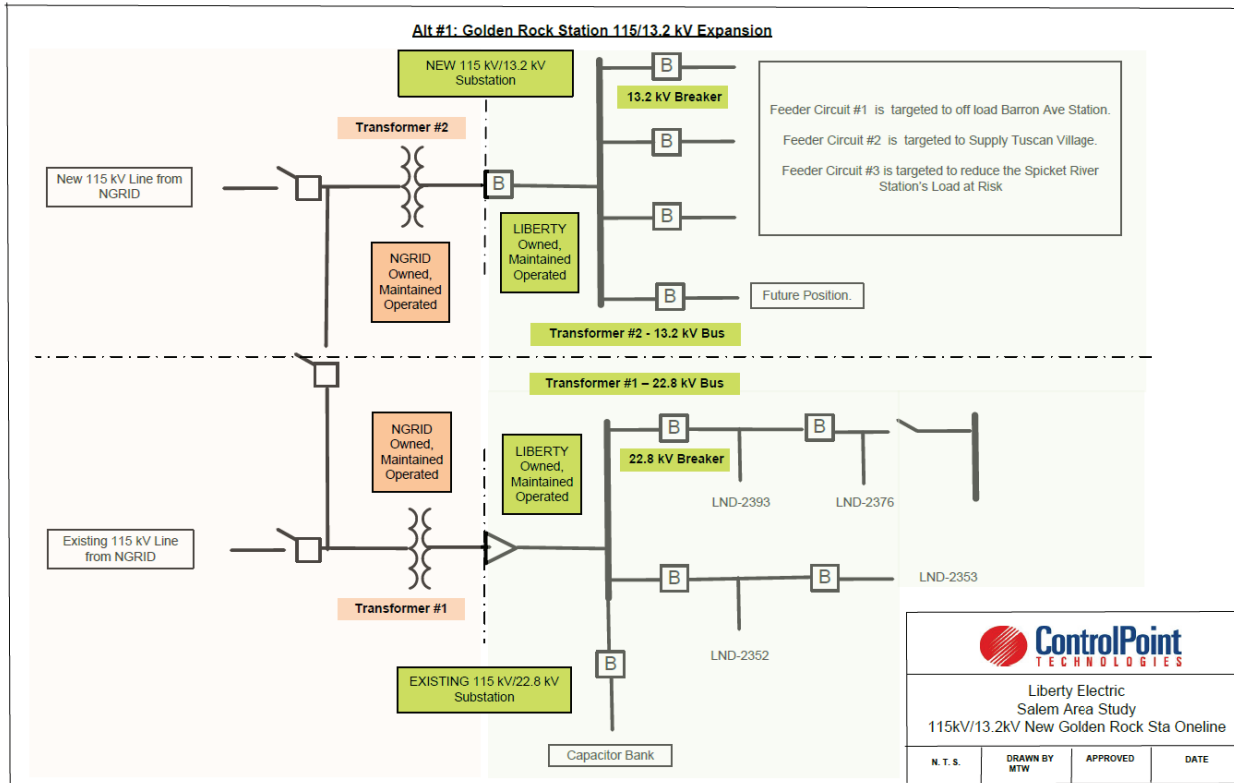 Alt #1: Golden Rock Station 115/13.2 kV Expansion
NEW 115 kV/13.2 kV
Substation
B
13.2 kV Breaker
Transformer #2
B
Feeder Circuit #1 is targeted to off load Barron Ave Station.
Feeder Circuit #2 is targeted to Supply Tuscan Village.
Feeder Circuit #3 is targeted to reduce the Spicket River
Station's Load at Risk
New 115 kV Line from
NGRID
B
B
NGRID
Owned,
Maintained
Operated
LIBERTY
Owned,
Maintained
Operated
B
Future Position.
Transformer #2 - 13.2 kV Bus
Transformer #1 – 22.8 kV Bus
NGRID
Owned,
Maintained
Operated
LIBERTY
Owned,
Maintained
Operated
B
B
22.8 kV Breaker
LND-2393
LND-2376
Existing 115 kV Line
from NGRID
B
B
LND-2353
Transformer #1
LND-2352
B
EXISTING 115 kV/22.8 kV
Substation
Capacitor Bank
ControlPoint
TECHNOLOGIES
Liberty Electric
Salem Area Study
115kV/13.2kV New Golden Rock Sta Oneline
N. T. S.
DRAWN BY
MTW
APPROVED
DATE